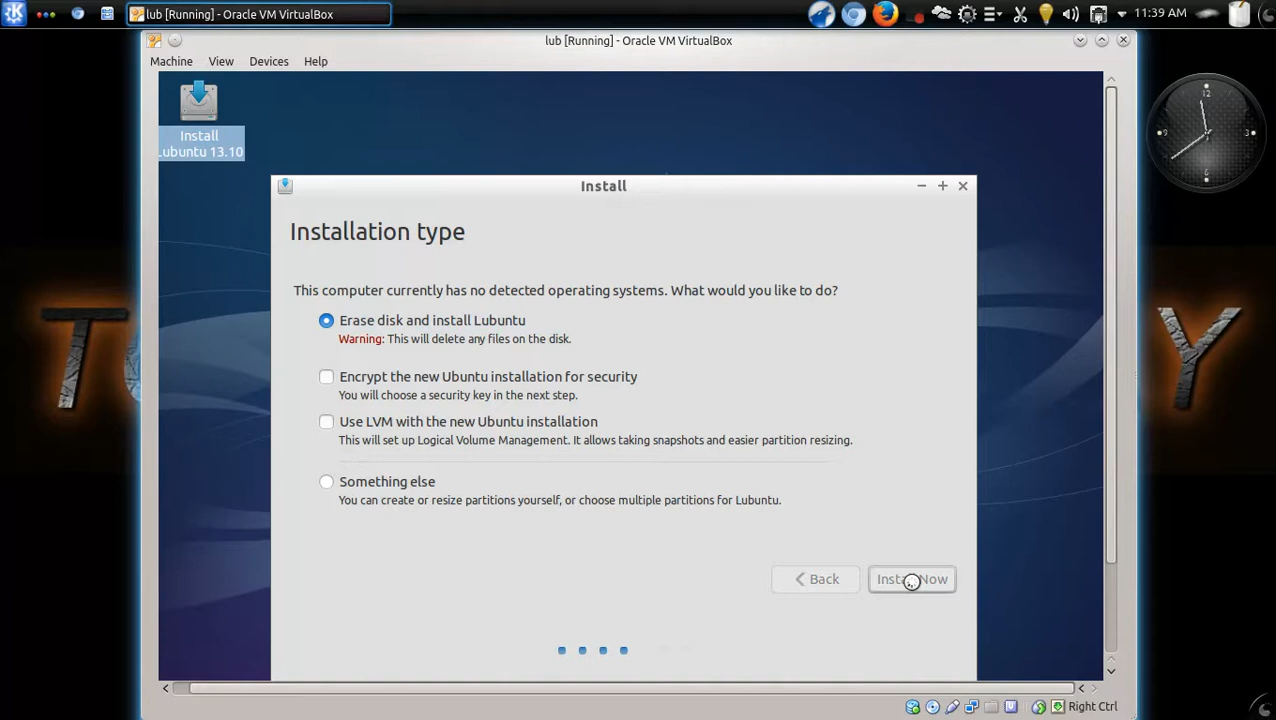 lub [Running] - Oracle VM VirtualBox
11:39 AM
lub [Running] - Oracle VM VirtualBox
Machine View Devices Help
12
3
6
9
Install
Lubuntu 13.10
Install
Installation type
This computer currently has no detected operating systems. What would you like to do?
Erase disk and install Lubuntu
Warning: This will delete any files on the disk.
Encrypt the new Ubuntu installation for security
You will choose a security key in the next step.
Use LVM with the new Ubuntu installation
This will set up Logical Volume Management. It allows taking snapshots and easier partition resizing.
Something else
You can create or resize partitions yourself, or choose multiple partitions for Lubuntu.
Back
Install Now
Right Ctrl